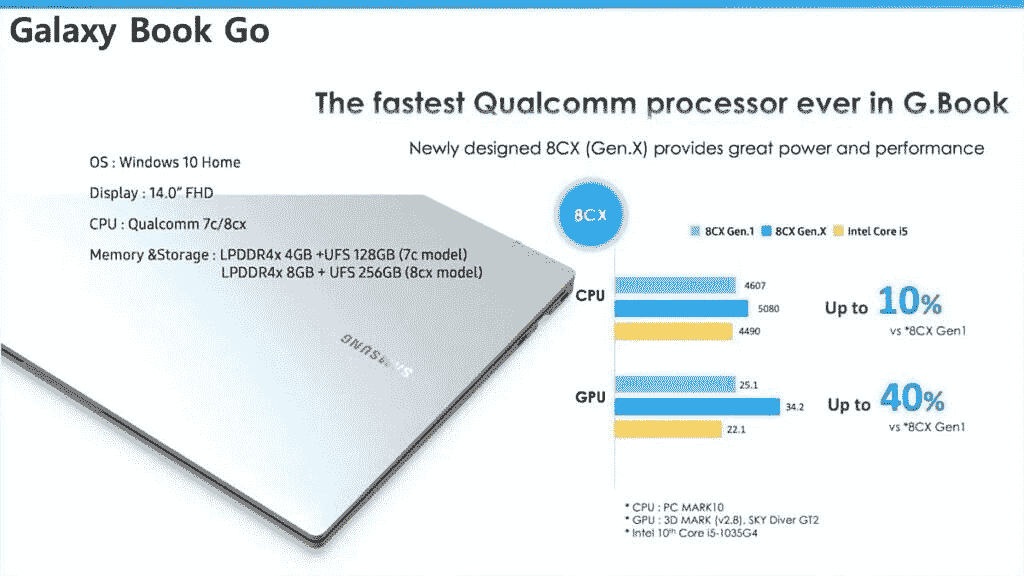 Galaxy Book Go
The fastest Qualcomm processor ever in G.Book
Newly designed 8CX (Gen.X) provides great power and performance
OS : Windows 10 Home
Display : 14.0" FHD
CPU : Qualcomm 7c/8cx
Memory &Storage : LPDDR4x 4GB +UFS 128GB (7c model)
LPDDR4x 8GB + UFS 256GB (8cx model)
SAMSUNG
8CX
8CX Gen.1 8CX Gen.X Intel Core i5
CPU
4607
5080
4490
Up to 10%
vs *8CX Gen1
GPU
25.1
34.2
22.1
Up to 40%
vs *8CX Gen1
* CPU : PC MARK10
* GPU : 3D MARK (v2.8), SKY Diver GT2
* Intel 10th Core i5-1035G4